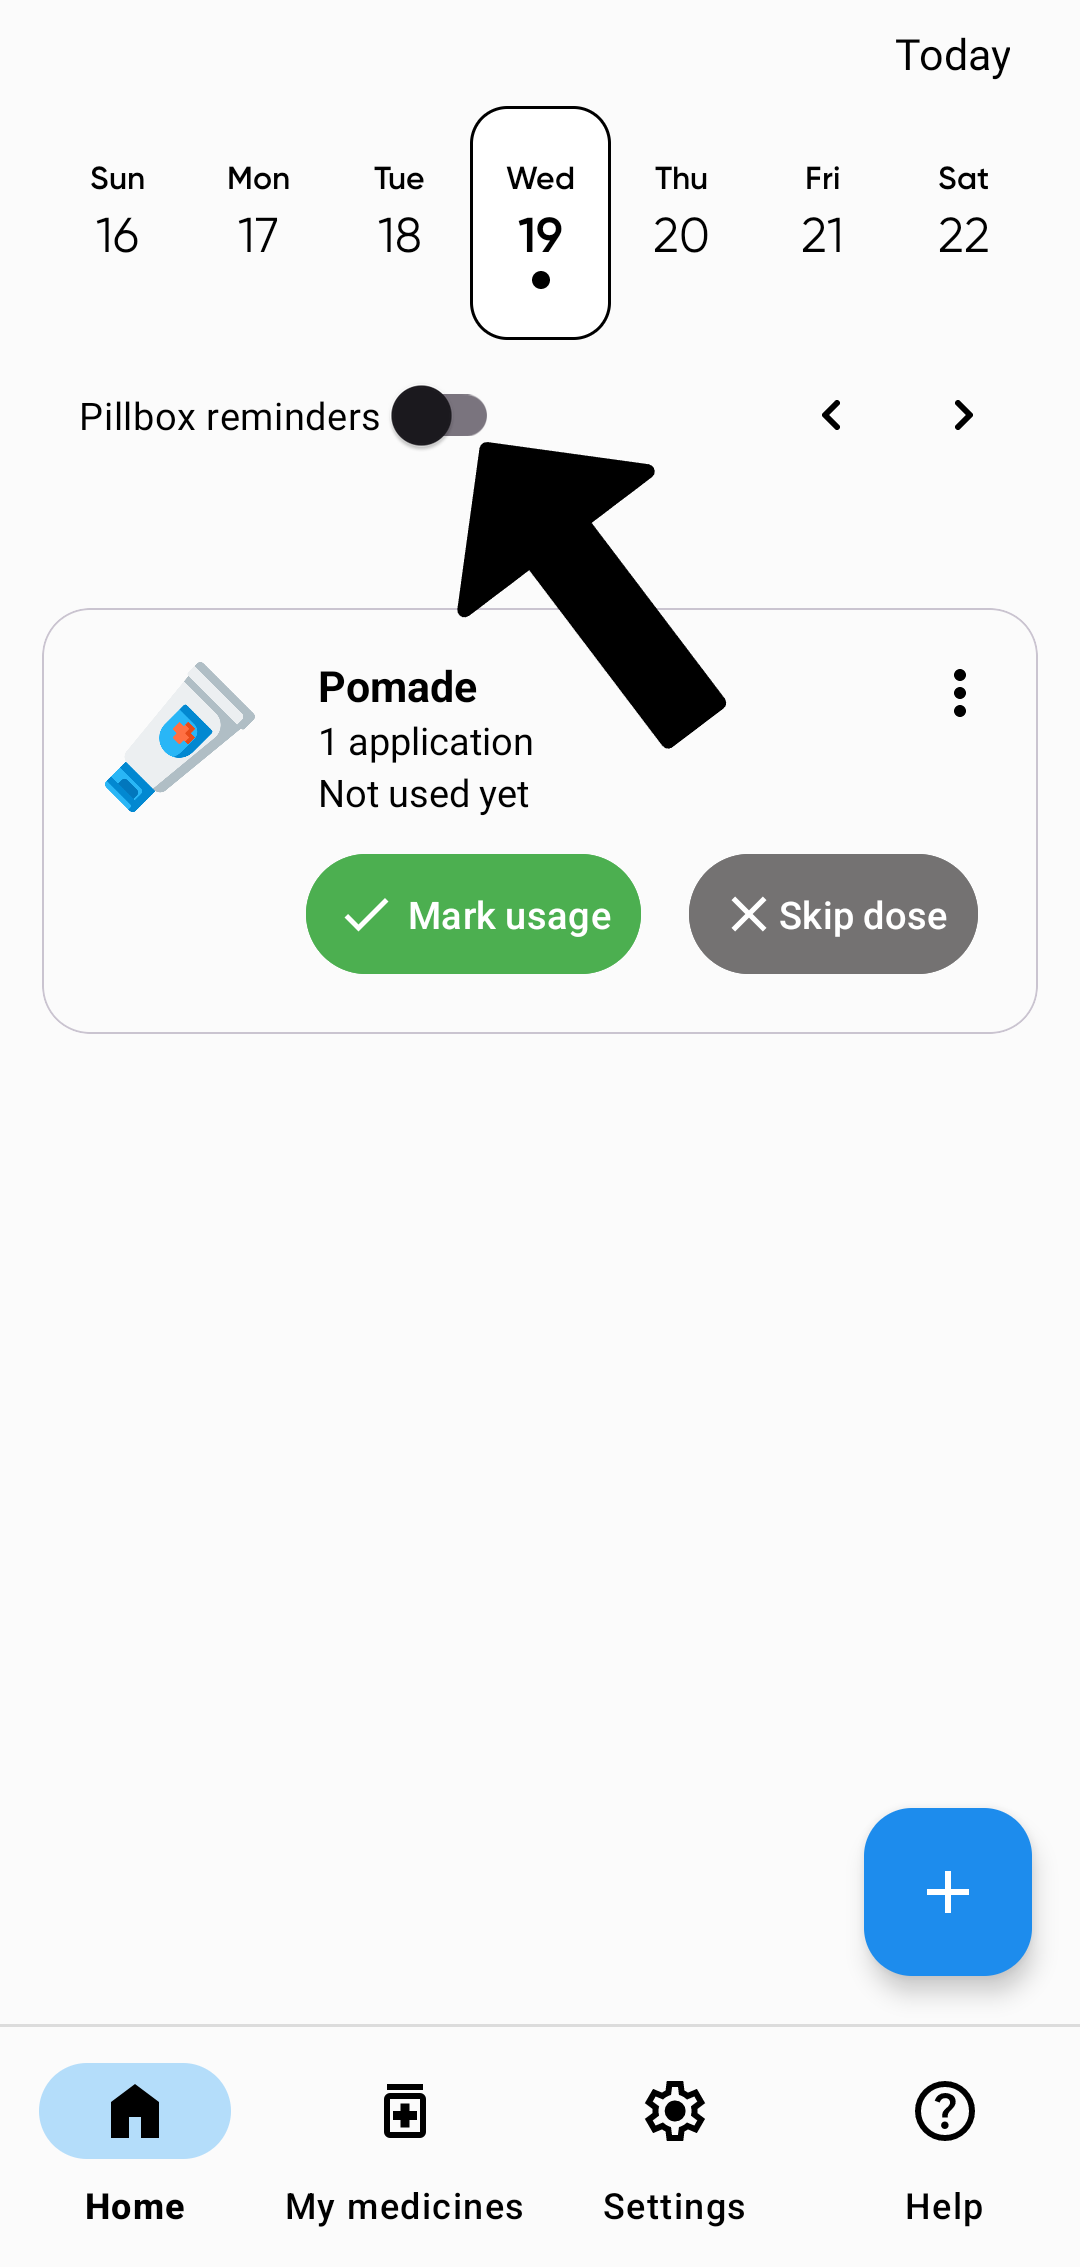 Today
Sun Mon Tue Wed Thu Fri Sat
16 17 18 19 20 21 22
Pillbox reminders
Pomade
1 application
Not used yet
Mark usage Skip dose
Home My medicines Settings Help